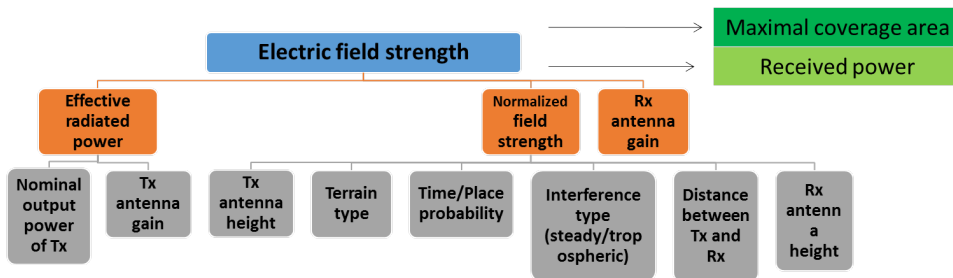 Electric field strength
Maximal coverage area
Received power
Effective
radiated
power
Normalized
field
strength
Rx
antenna
gain
Nominal
output
power
of Tx
Tx
antenna
gain
Tx
antenna
height
Terrain
type
Time/Place
probability
Interference
type
(steady/trop
ospheric)
Distance
between
Tx and
Rx
Rx
antenn
a
height